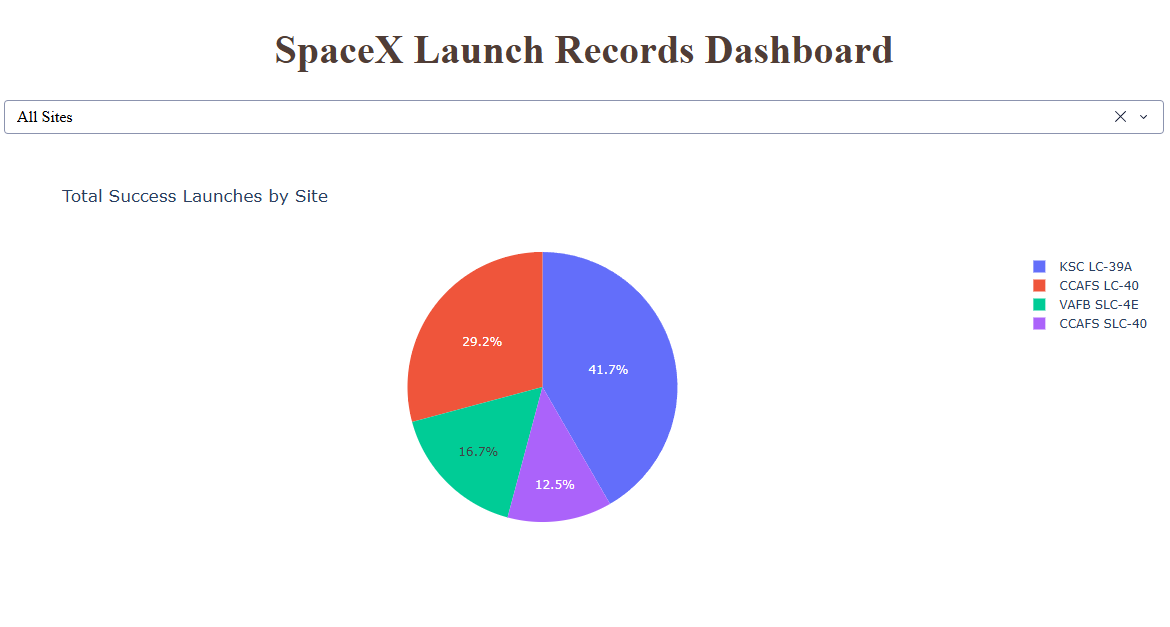 SpaceX Launch Records Dashboard
All Sites
Total Success Launches by Site
KSC LC-39A
CCAFS LC-40
VAFB SLC-4E
CCAFS SLC-40
29.2%
41.7%
16.7%
12.5%